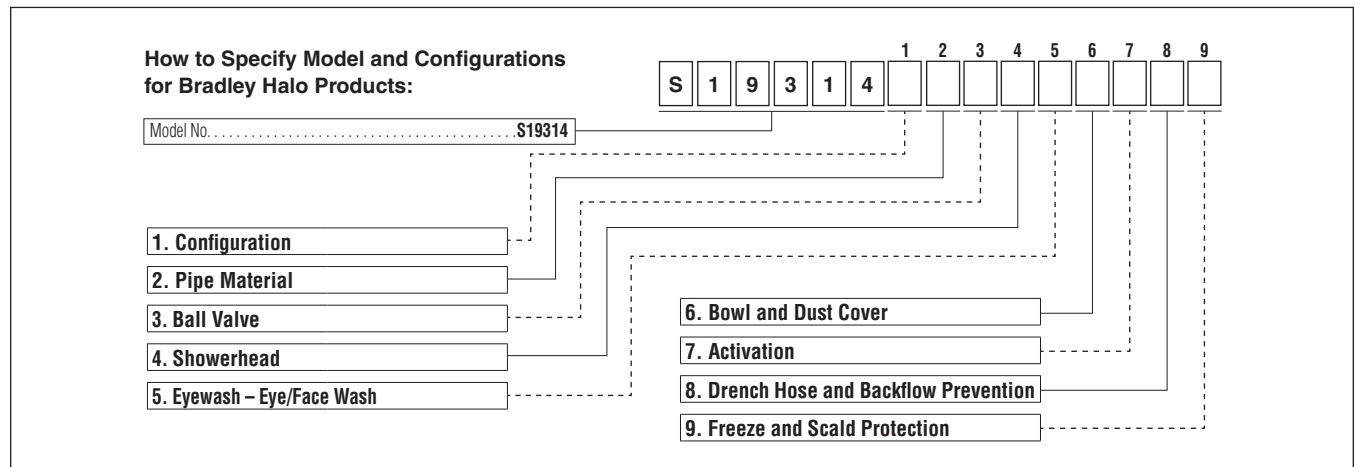 How to Specify Model and Configurations
for Bradley Halo Products:
1 2 3 4 5 6 7 8 9
S 1 9 3 1 4
Model No. . . . . . . . . . . . . . . . . . . . . . . . . . . . . . . . . . . . . . . . . .S19314
1. Configuration
2. Pipe Material
3. Ball Valve
4. Showerhead
5. Eyewash – Eye/Face Wash
6. Bowl and Dust Cover
7. Activation
8. Drench Hose and Backflow Prevention
9. Freeze and Scald Protection